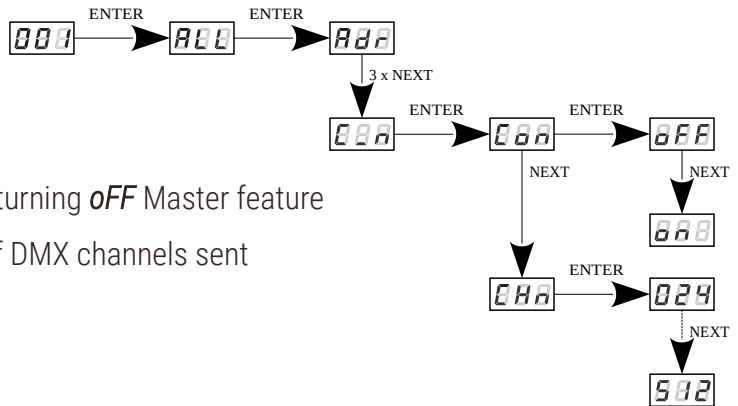 ENTER ENTER
001 ALL Adr
3 x NEXT
ENTER ENTER
C_n Con oFF
NEXT NEXT
turning oFF Master feature
on
f DMX channels sent
ENTER
CHn 024
NEXT
512